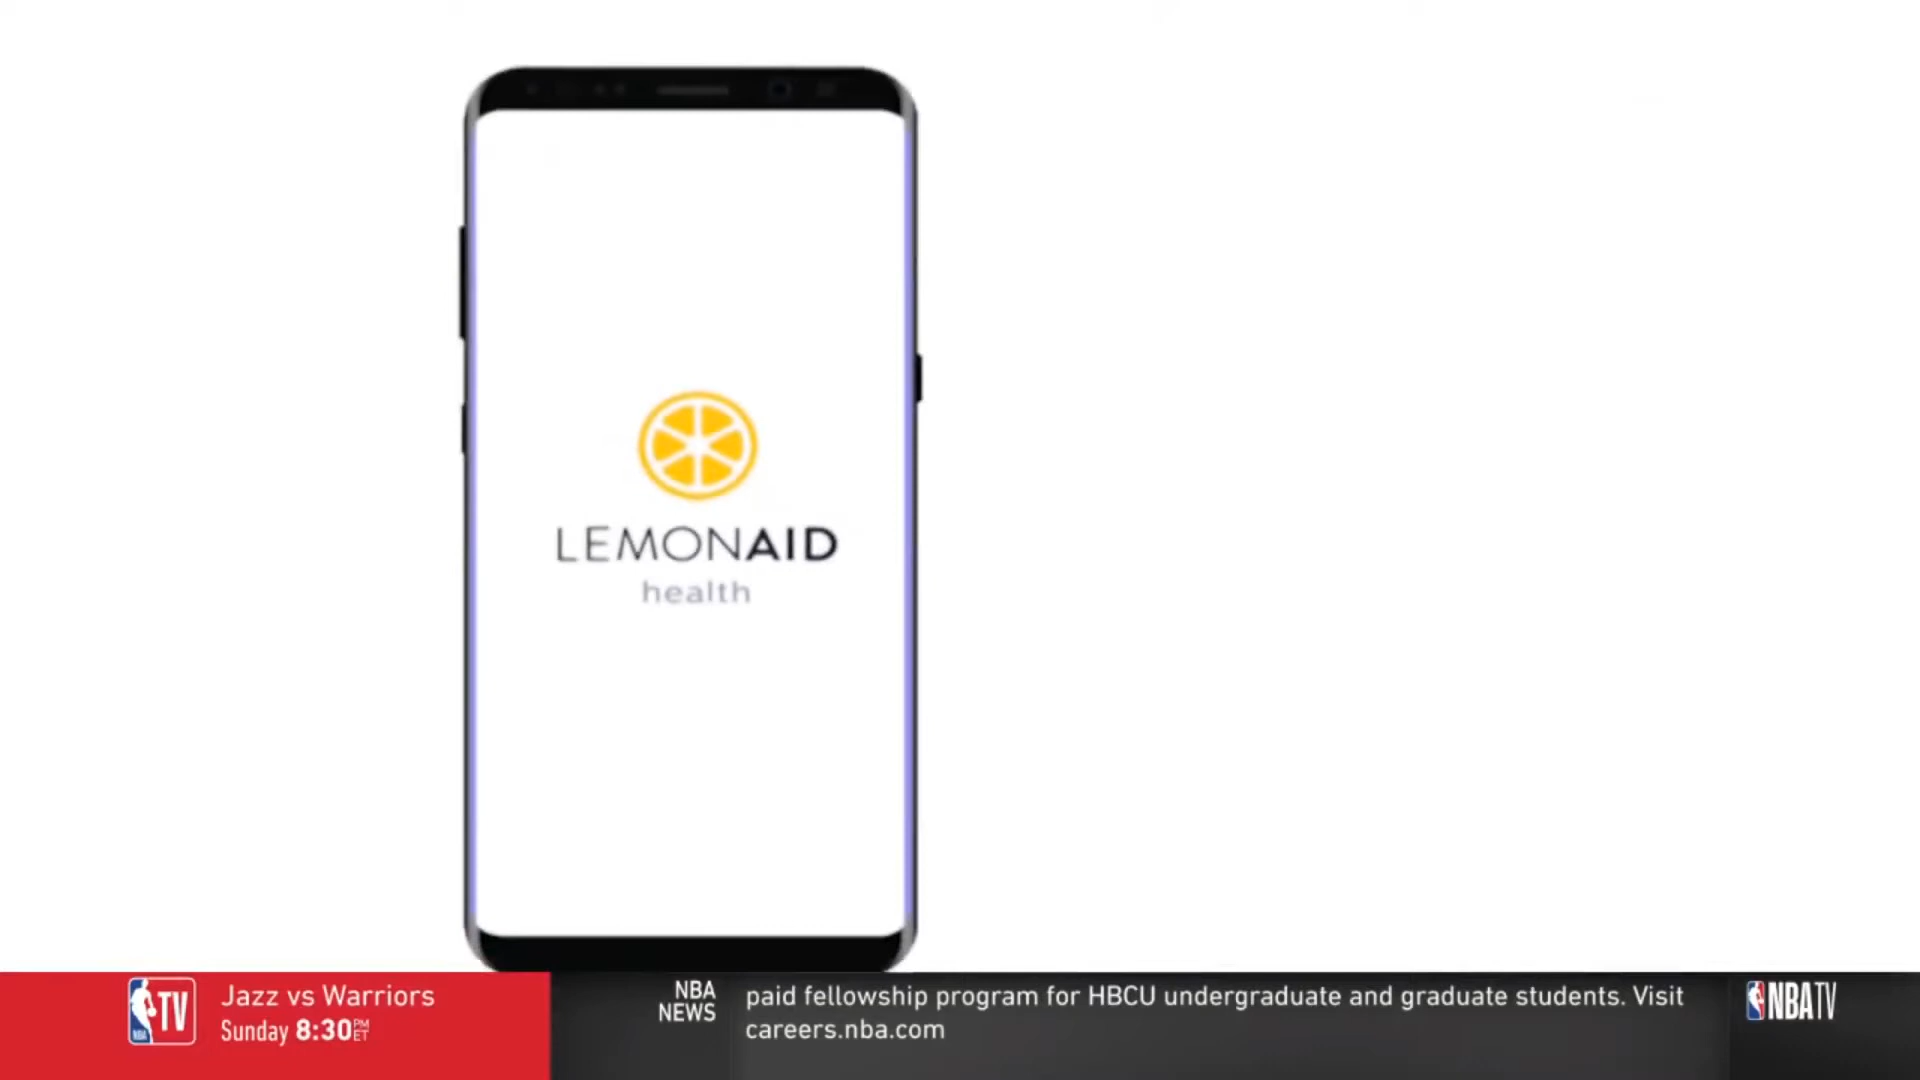 LEMONAID
health
NBA TV
Jazz vs Warriors
Sunday 8:30 PM ET
NBA
NEWS
paid fellowship program for HBCU undergraduate and graduate students. Visit
careers.nba.com
NBA TV